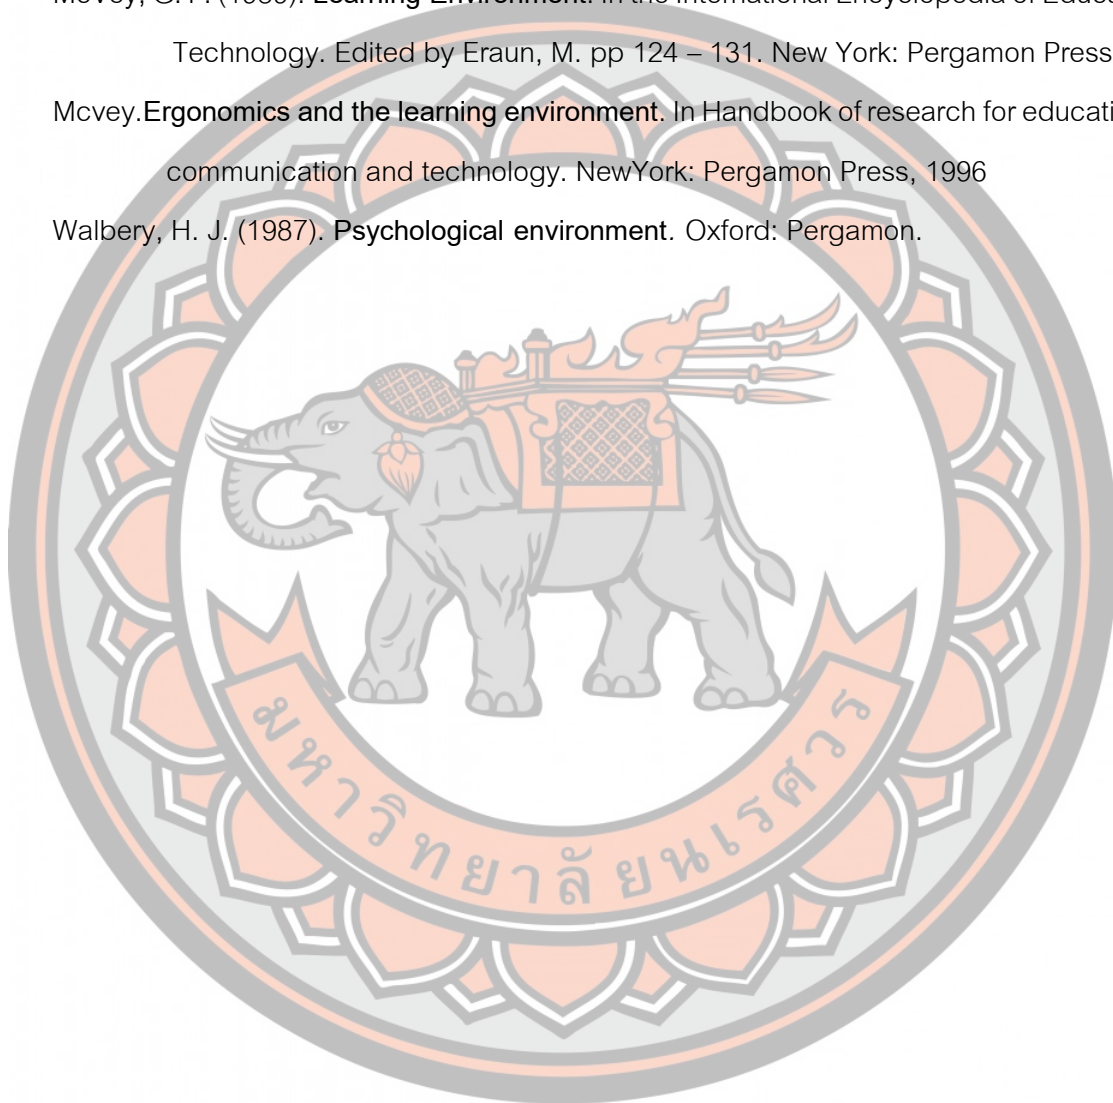 Technology. Edited by Eraun, M. pp 124 – 131. New York: Pergamon Press
Mcvey.Ergonomics and the learning environment. In Handbook of research for educati
communication and technology. NewYork: Pergamon Press, 1996
Walbery, H. J. (1987). Psychological environment. Oxford: Pergamon.
มหาวิทยาลัยนเรศวร